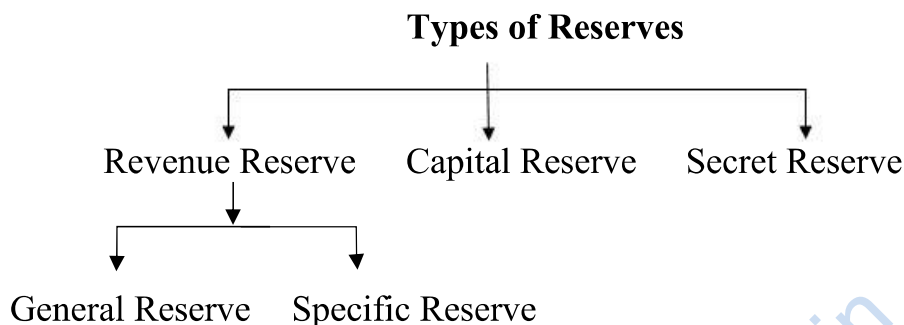 Types of Reserves
Revenue Reserve Capital Reserve Secret Reserve
General Reserve Specific Reserve